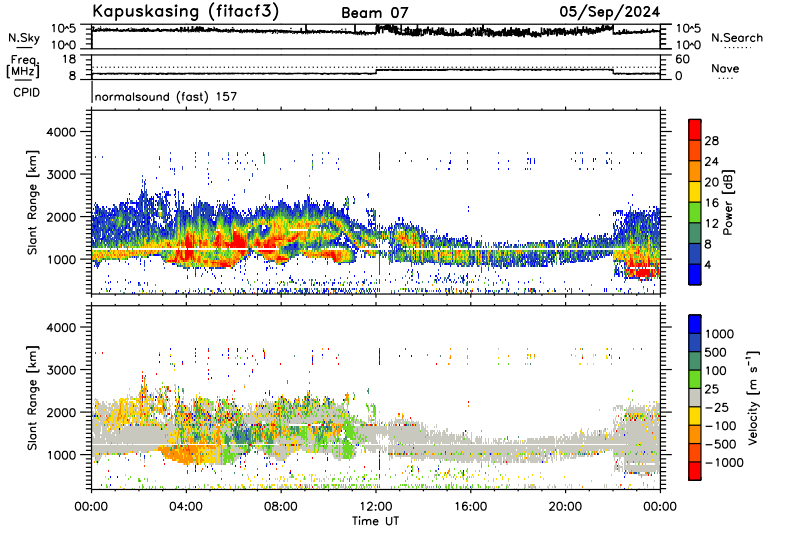 Kapuskasing (fitacf3) Beam 07 05/Sep/2024
N.Sky 10^5 10^0 10^5 10^0 N.Search
Freq. [MHz] 18 8 60 0 Nave
CPID normalsound (fast) 157
Slant Range [km]
4000
3000
2000
1000
28
24
20
16
12
8
4
Power [dB]
Slant Range [km]
4000
3000
2000
1000
1000
500
100
25
−25
−100
−500
−1000
Velocity [m s⁻¹]
00:00 04:00 08:00 12:00 16:00 20:00 00:00
Time UT